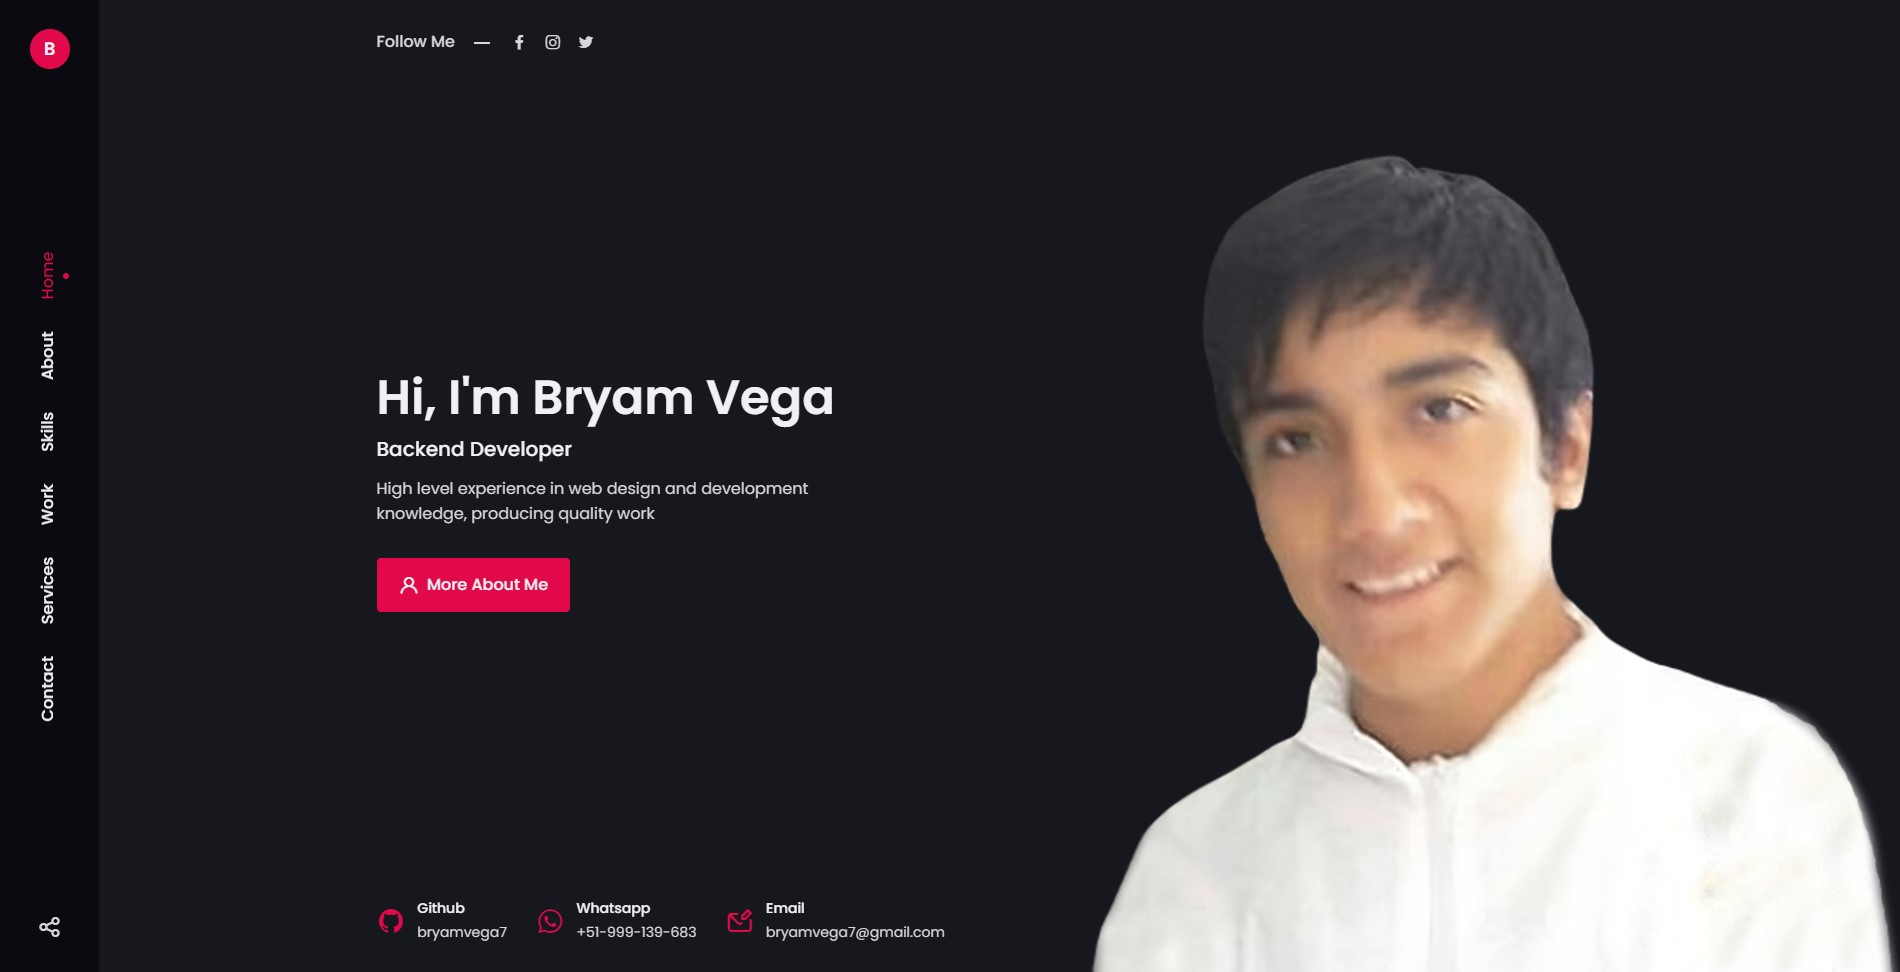 B
Home
About
Skills
Work
Services
Contact
Follow Me
Hi, I'm Bryam Vega
Backend Developer
High level experience in web design and development
knowledge, producing quality work
More About Me
Github
bryamvega7
Whatsapp
+51-999-139-683
Email
bryamvega7@gmail.com